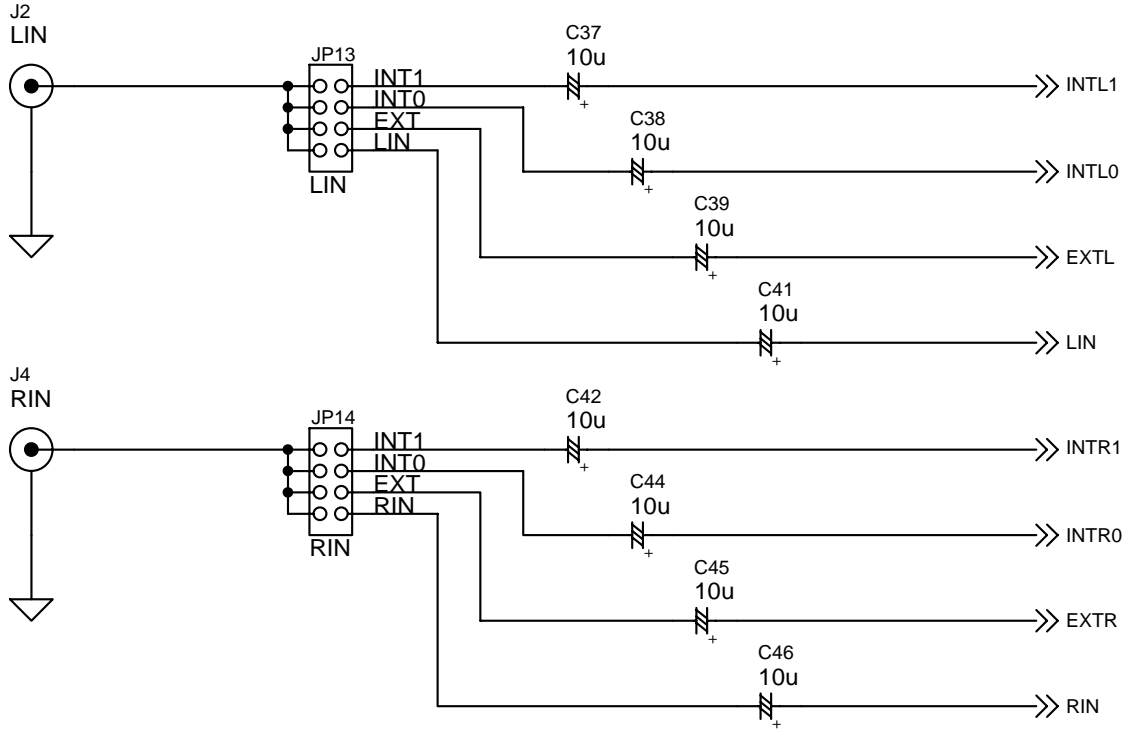 J2
LIN
JP13
INT1
INT0
EXT
LIN
LIN
C37
10u
+
INTL1
C38
10u
+
INTL0
C39
10u
+
EXTL
C41
10u
+
LIN
J4
RIN
JP14
INT1
INT0
EXT
RIN
RIN
C42
10u
+
INTR1
C44
10u
+
INTR0
C45
10u
+
EXTR
C46
10u
+
RIN